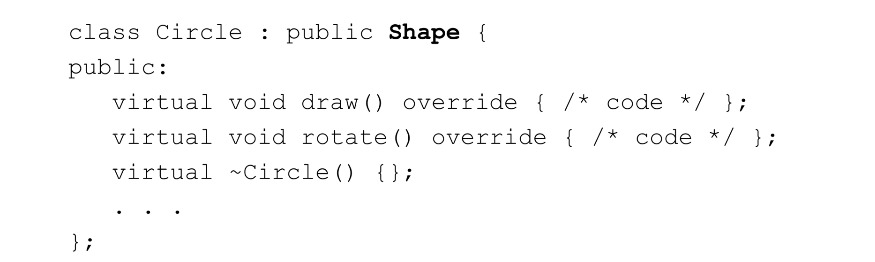 class Circle : public Shape {
public:
virtual void draw() override { /* code */ };
virtual void rotate() override { /* code */ };
virtual ~Circle() {};
. . .
};